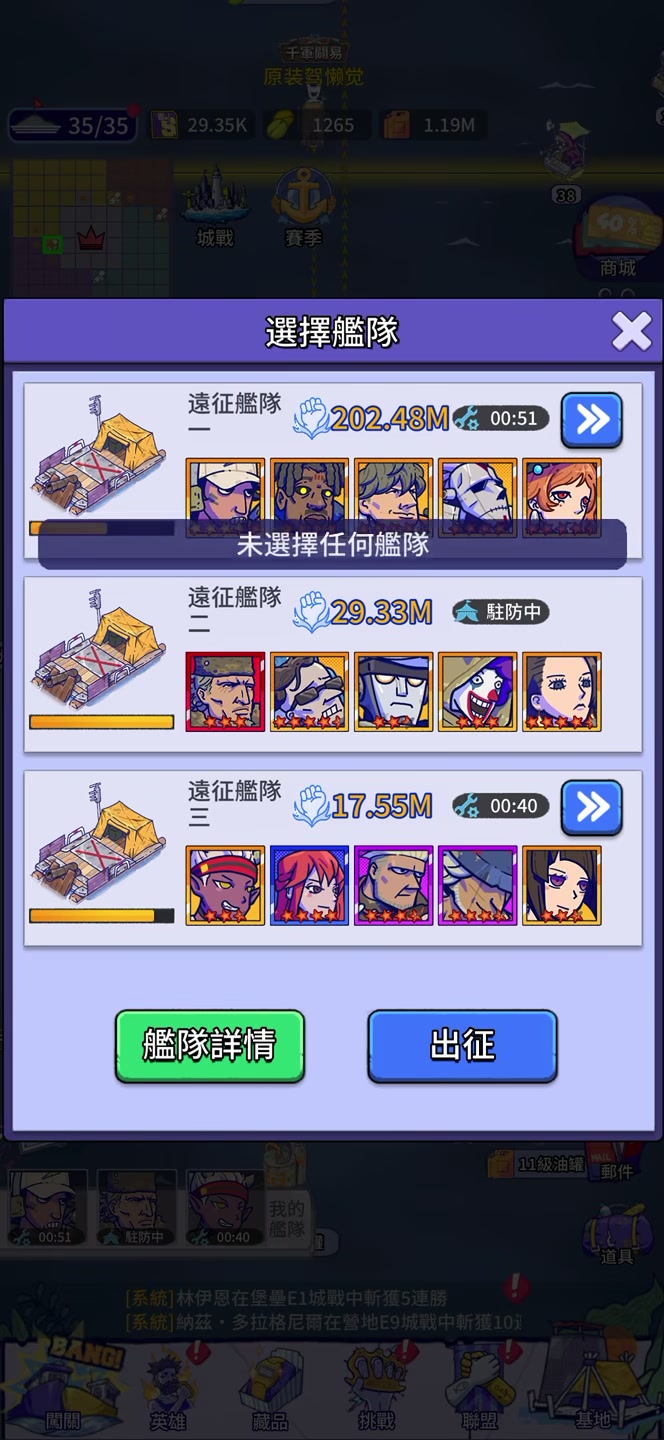 千軍闢易
原装驾懒觉
35/35
29.35K
1265
1.19M
38
城戰
賽季
商城
選擇艦隊
遠征艦隊
一
202.48M
00:51
未選擇任何艦隊
遠征艦隊
二
29.33M
駐防中
遠征艦隊
三
17.55M
00:40
艦隊詳情
出征
11級油罐
郵件
00:51
駐防中
00:40
我的
艦隊
道具
[系統]林伊恩在堡壘E1城戰中斬獲5連勝
[系統]納茲·多拉格尼爾在營地E9城戰中斬獲10連
BANG!
闖關
英雄
藏品
挑戰
聯盟
基地